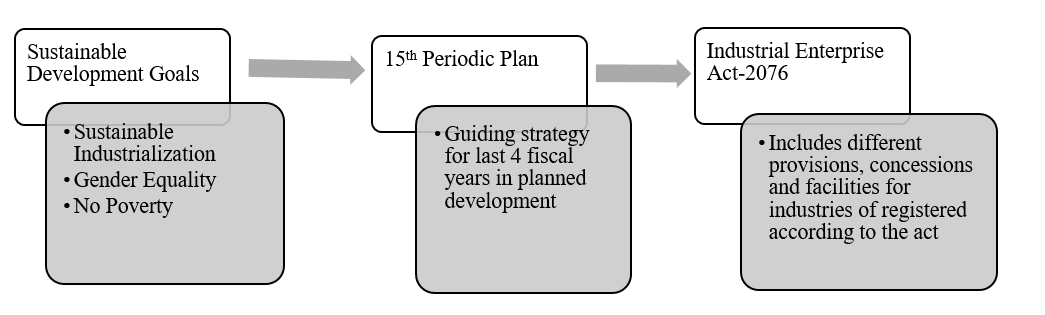 Sustainable
Development Goals
• Sustainable
Industrialization
• Gender Equality
• No Poverty
15th Periodic Plan
• Guiding strategy
for last 4 fiscal
years in planned
development
Industrial Enterprise
Act-2076
• Includes different
provisions, concessions
and facilities for
industries of registered
according to the act